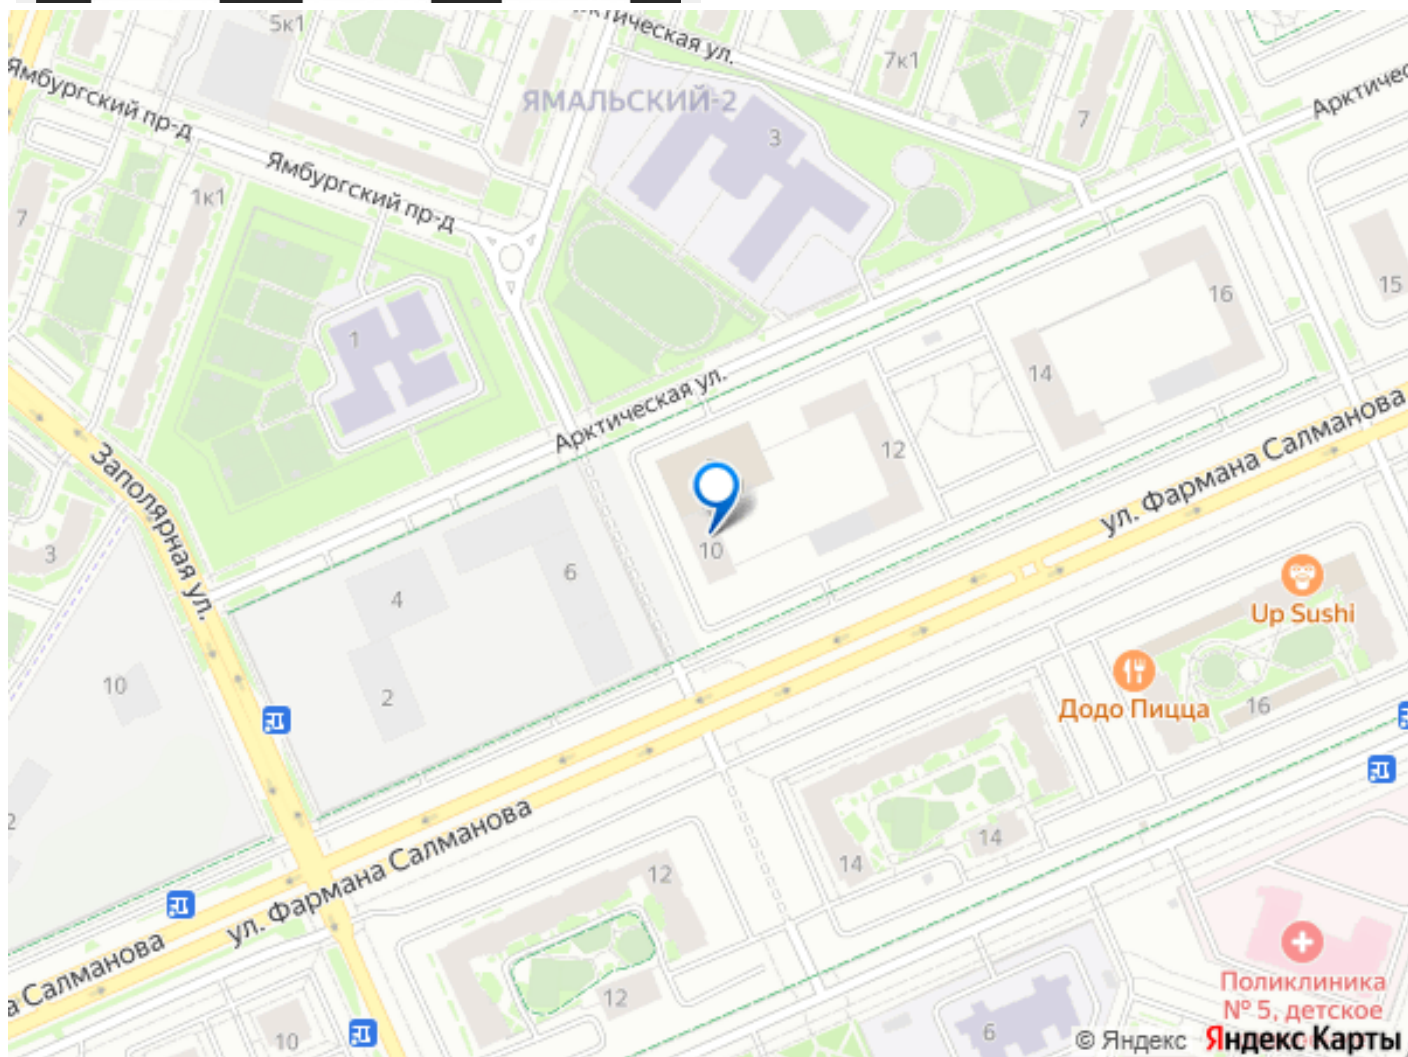 5к1
ктическая ул.
7к1
Ямбургский пр-д
ЯМАЛЬСКИЙ-2
3
7
Арктичес
Ямбургский пр-д
1к1
7
16
15
1
14
Арктическая ул.
12
ул. Фармана Салманова
Заполярная ул.
10
3
4
6
Up Sushi
10
2
Додо Пицца
16
ул. Фармана Салманова
14
14
2
12
а Салманова
12
10
6
Поликлиника
№ 5, детское
© Яндекс Яндекс Карты